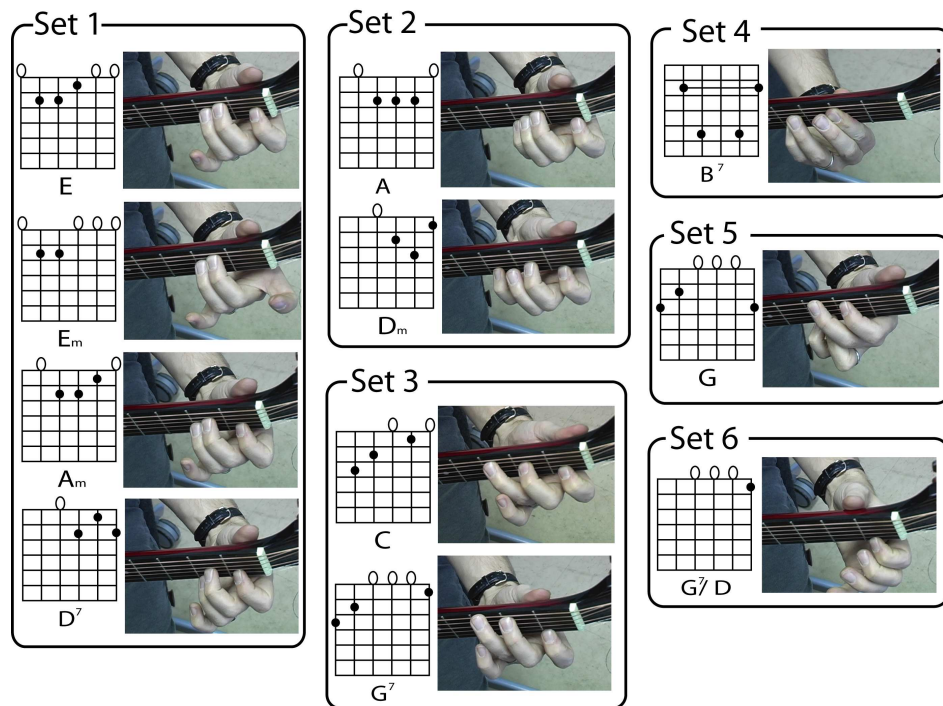 Set 1
E
Em
Am
D7
Set 2
A
Dm
Set 3
C
G7
Set 4
B7
Set 5
G
Set 6
G7/ D